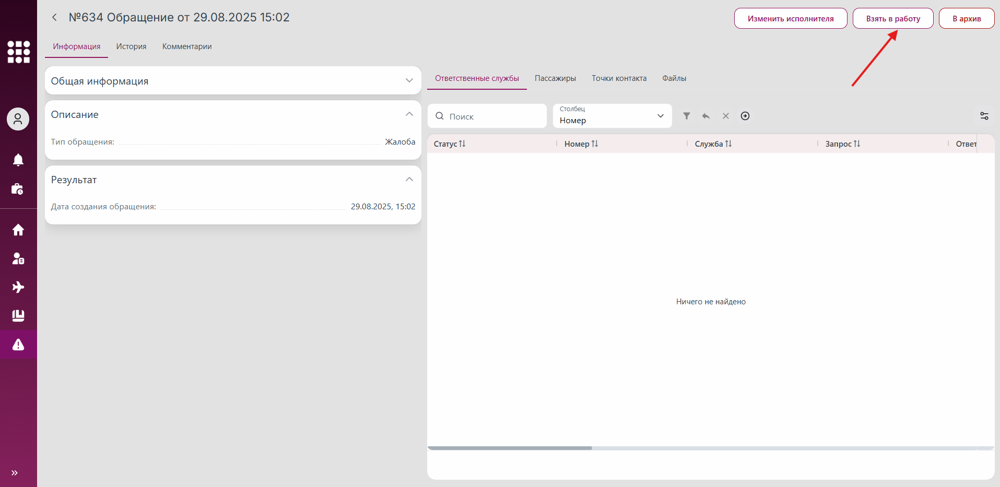 №634 Обращение от 29.08.2025 15:02
Изменить исполнителя
Взять в работу
В архив
Информация
История
Комментарии
Общая информация
Описание
Тип обращения:
Жалоба
Результат
Дата создания обращения:
29.08.2025, 15:02
Ответственные службы
Пассажиры
Точки контакта
Файлы
Поиск
Столбец
Номер
Статус
Номер
Служба
Запрос
Ответ
Ничего не найдено